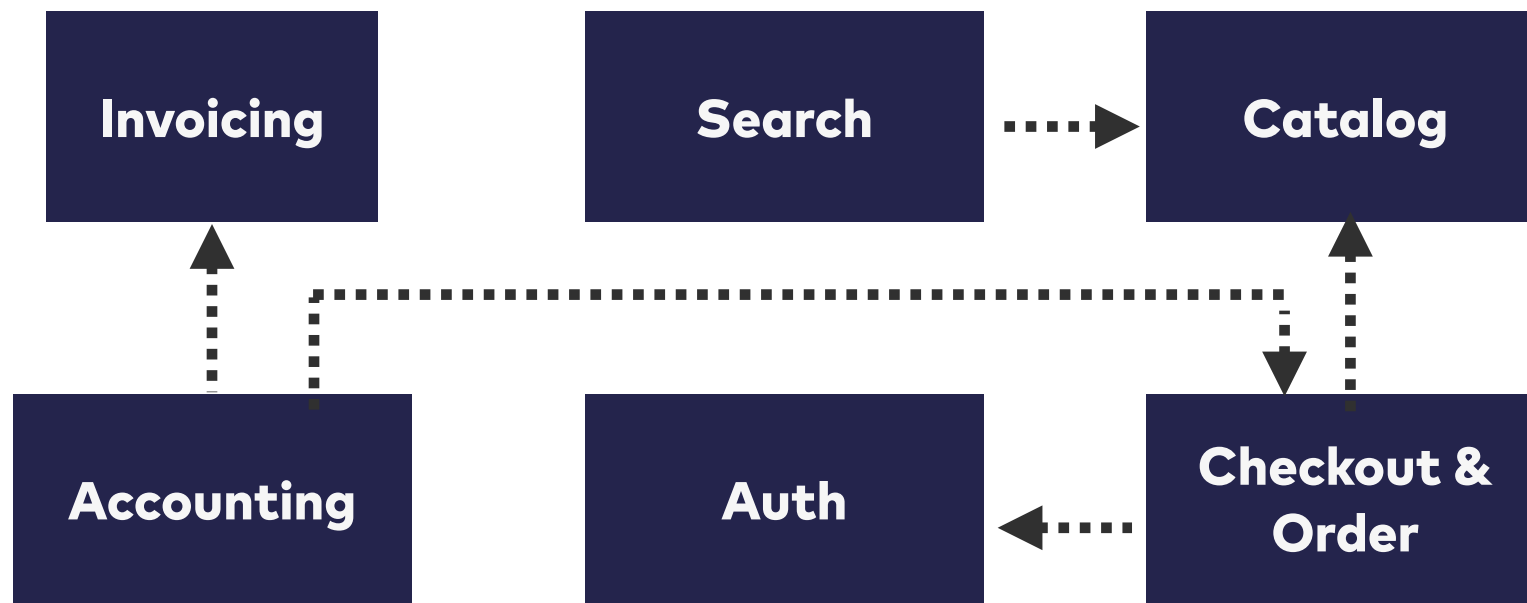 Invoicing
Search
Catalog
Accounting
Auth
Checkout &
Order